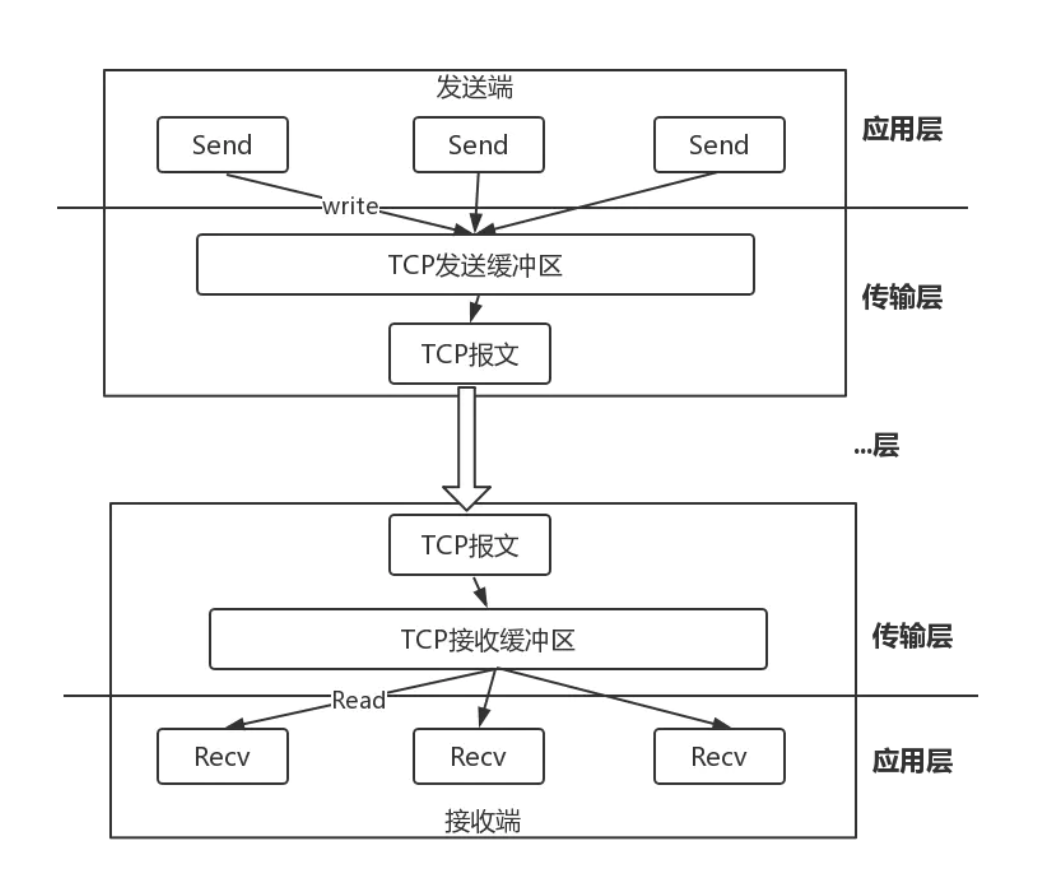 发送端
应用层
Send
Send
Send
write
TCP发送缓冲区
传输层
TCP报文
...层
TCP报文
TCP接收缓冲区
传输层
Read
Recv
Recv
Recv
应用层
接收端